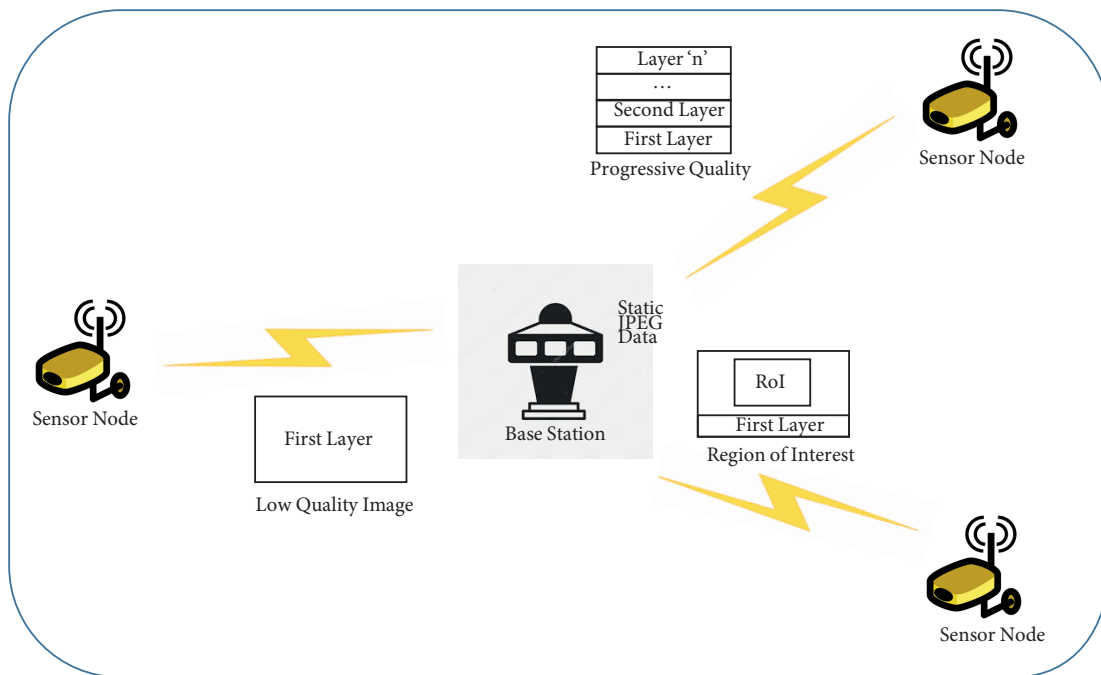 Layer ‘n’
…
Second Layer
First Layer
Progressive Quality
Sensor Node
Static
JPEG
Data
Base Station
Sensor Node
First Layer
Low Quality Image
RoI
First Layer
Region of Interest
Sensor Node